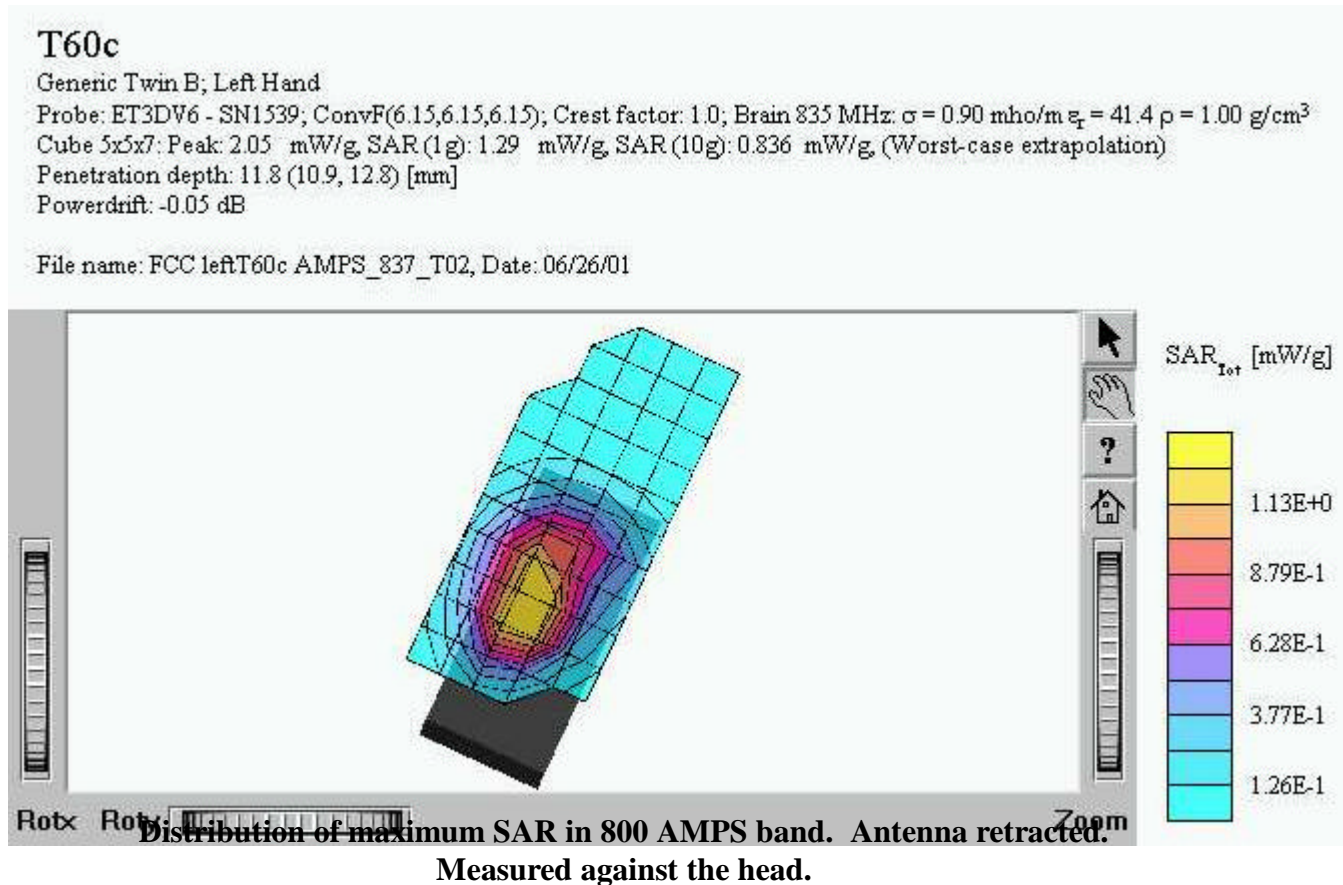 T60c
Generic Twin B; Left Hand
Probe: ET3DV6 - SN1539; ConvF(6.15,6.15,6.15); Crest factor: 1.0; Brain 835 MHz: σ = 0.90 mho/m εr = 41.4 ρ = 1.00 g/cm³
Cube 5x5x7: Peak: 2.05 mW/g, SAR (1g): 1.29 mW/g, SAR (10g): 0.836 mW/g, (Worst-case extrapolation)
Penetration depth: 11.8 (10.9, 12.8) [mm]
Powerdrift: -0.05 dB
File name: FCC leftT60c AMPS_837_T02, Date: 06/26/01
SARTot [mW/g]
?
1.13E+0
8.79E-1
6.28E-1
3.77E-1
1.26E-1
Rotx Roty Zoom
Distribution of maximum SAR in 800 AMPS band. Antenna retracted.
Measured against the head.